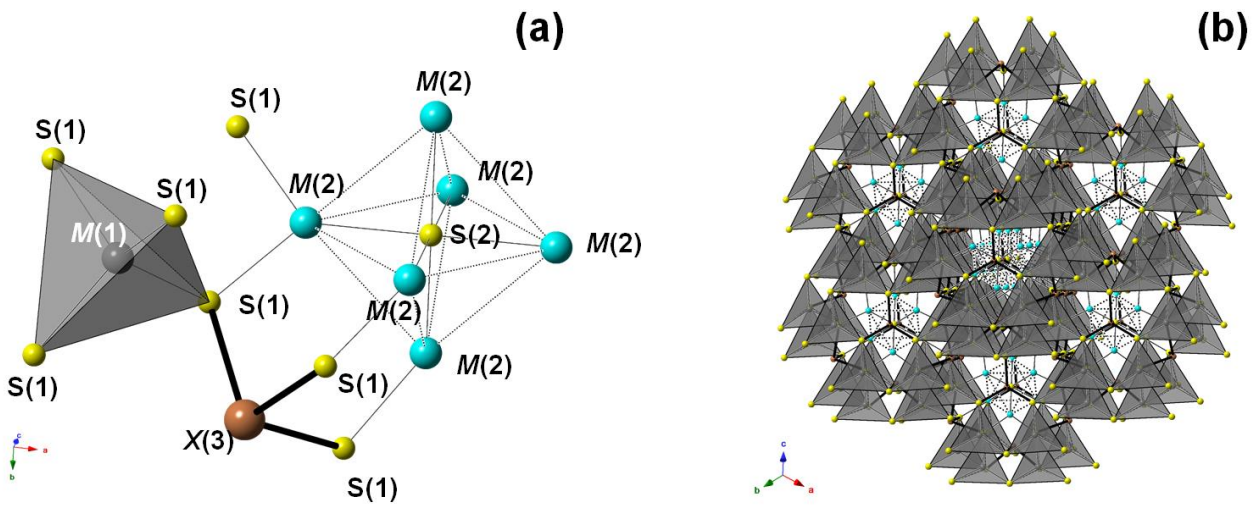 (a)
(b)
M(2)
S(1)
S(1)
M(2)
S(1)
M(2)
M(1)
S(2)
M(2)
M(2)
S(1)
M(2)
S(1)
S(1)
X(3)
S(1)
c
a
b
c
b
a